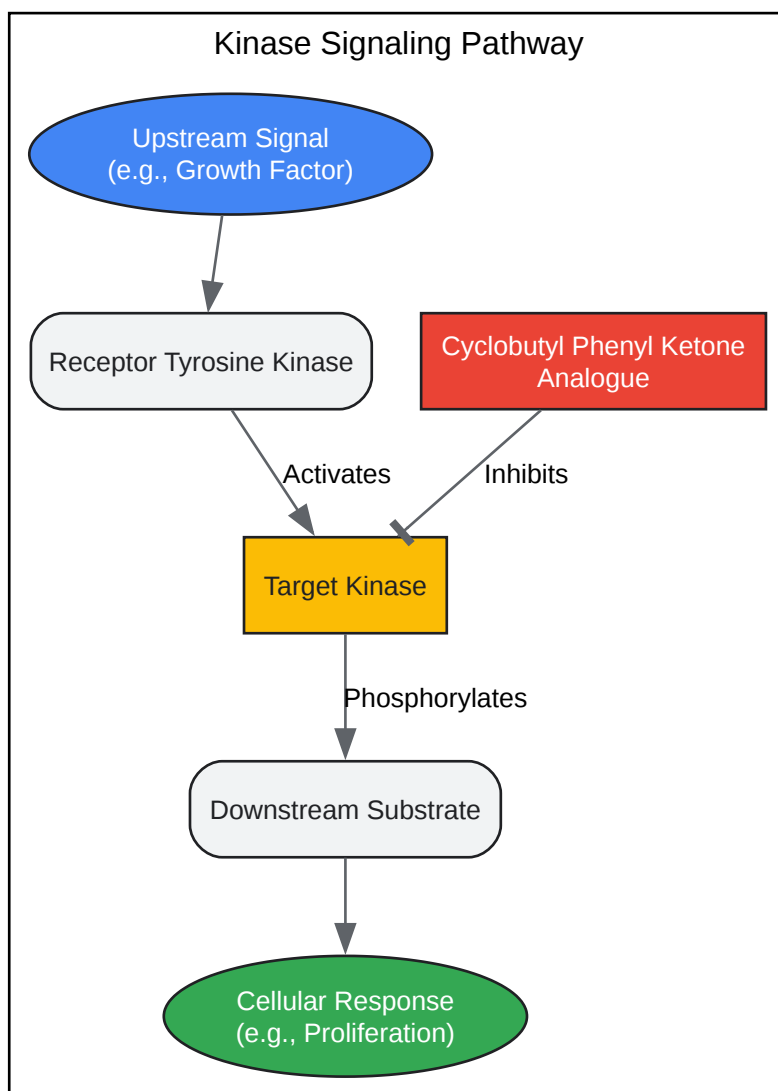 Kinase Signaling Pathway
Upstream Signal
(e.g., Growth Factor)
Receptor Tyrosine Kinase
Cyclobutyl Phenyl Ketone
Analogue
Activates
Inhibits
Target Kinase
Phosphorylates
Downstream Substrate
Cellular Response
(e.g., Proliferation)